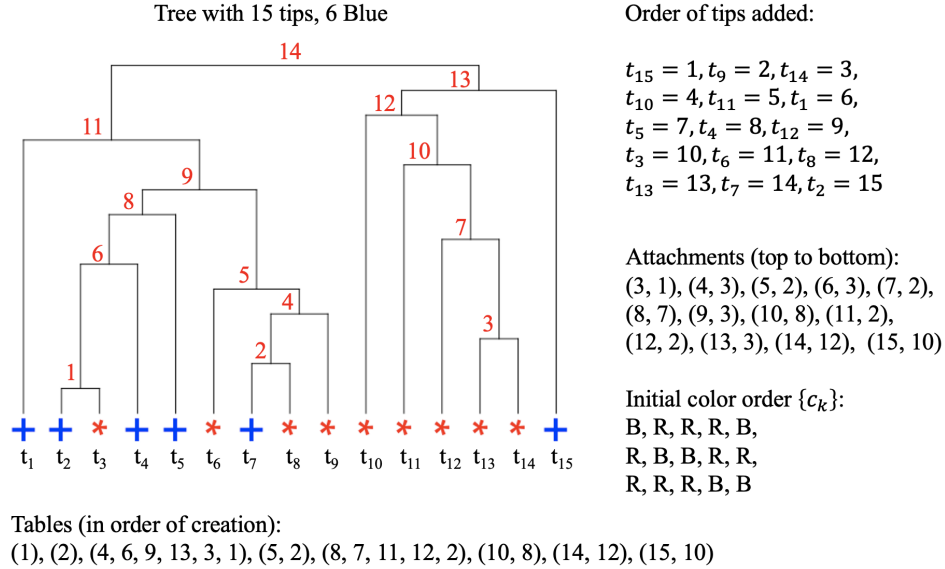 Tree with 15 tips, 6 Blue
14
13
12
11
10
9
8
7
6
5
4
3
2
1
t₁ t₂ t₃ t₄ t₅ t₆ t₇ t₈ t₉ t₁₀ t₁₁ t₁₂ t₁₃ t₁₄ t₁₅
Order of tips added:
t₁₅ = 1, t₉ = 2, t₁₄ = 3,
t₁₀ = 4, t₁₁ = 5, t₁ = 6,
t₅ = 7, t₄ = 8, t₁₂ = 9,
t₃ = 10, t₆ = 11, t₈ = 12,
t₁₃ = 13, t₇ = 14, t₂ = 15
Attachments (top to bottom):
(3, 1), (4, 3), (5, 2), (6, 3), (7, 2),
(8, 7), (9, 3), (10, 8), (11, 2),
(12, 2), (13, 3), (14, 12), (15, 10)
Initial color order {cₖ}:
B, R, R, R, B,
R, B, B, R, R,
R, R, R, B, B
Tables (in order of creation):
(1), (2), (4, 6, 9, 13, 3, 1), (5, 2), (8, 7, 11, 12, 2), (10, 8), (14, 12), (15, 10)